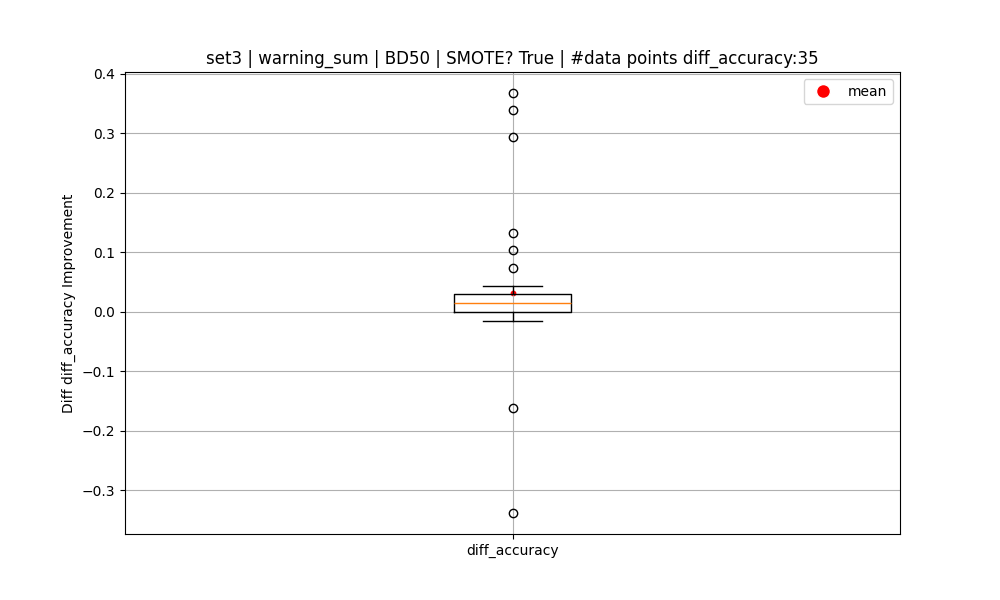 set3 | warning_sum | BD50 | SMOTE? True | #data points diff_accuracy:35
mean
0.4
0.3
0.2
0.1
0.0
−0.1
−0.2
−0.3
Diff diff_accuracy Improvement
diff_accuracy